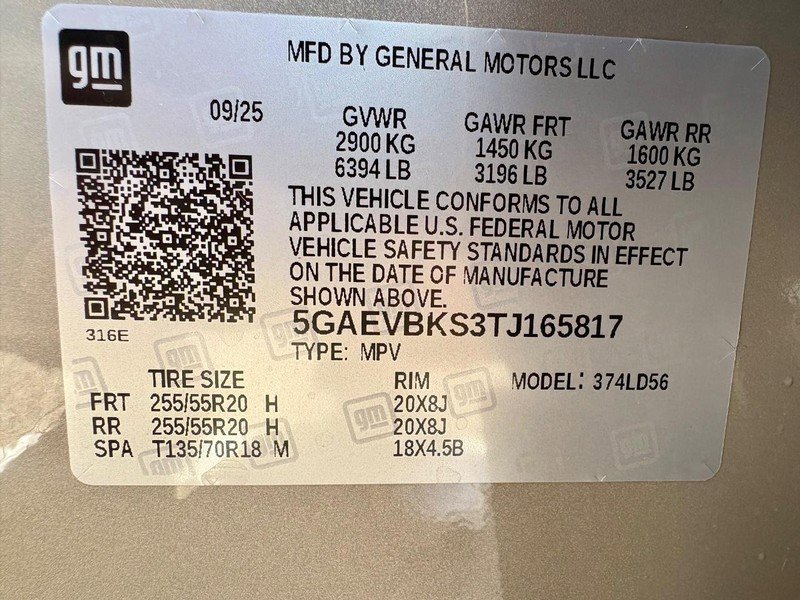 gm
MFD BY GENERAL MOTORS LLC
09/25
GVWR GAWR FRT GAWR RR
2900 KG 1450 KG 1600 KG
6394 LB 3196 LB 3527 LB
THIS VEHICLE CONFORMS TO ALL
APPLICABLE U.S. FEDERAL MOTOR
VEHICLE SAFETY STANDARDS IN EFFECT
ON THE DATE OF MANUFACTURE
SHOWN ABOVE.
316E
5GAEVBKS3TJ165817
TYPE: MPV
TIRE SIZE RIM MODEL: 374LD56
FRT 255/55R20 H 20X8J
RR 255/55R20 H 20X8J
SPA T135/70R18 M 18X4.5B